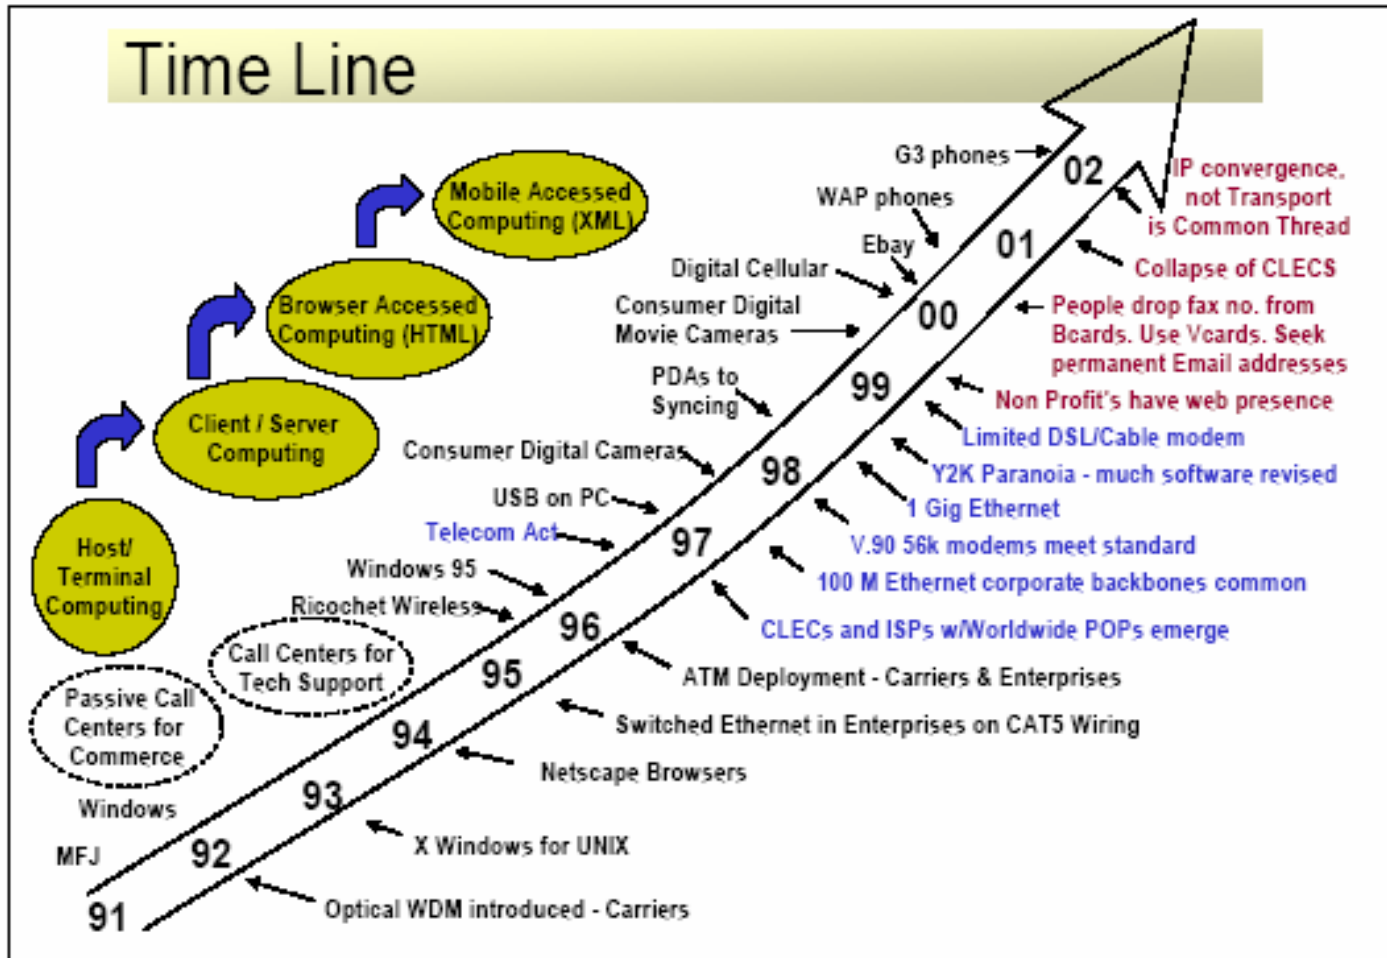 Time Line
G3 phones
02
IP convergence,
not Transport
is Common Thread
Mobile Accessed
Computing (XML)
WAP phones
01
Ebay
Collapse of CLECS
Digital Cellular
Browser Accessed
Computing (HTML)
Consumer Digital
Movie Cameras
00
People drop fax no. from
Bcards. Use Vcards. Seek
permanent Email addresses
PDAs to
Syncing
99
Non Profit's have web presence
Client / Server
Computing
Limited DSL/Cable modem
Consumer Digital Cameras
98
Y2K Paranoia - much software revised
USB on PC
1 Gig Ethernet
Telecom Act
97
V.90 56k modems meet standard
Host/
Terminal
Computing
Windows 95
100 M Ethernet corporate backbones common
Ricochet Wireless
96
CLECs and ISPs w/Worldwide POPs emerge
Call Centers for
Tech Support
95
ATM Deployment - Carriers & Enterprises
Passive Call
Centers for
Commerce
94
Switched Ethernet in Enterprises on CAT5 Wiring
Netscape Browsers
Windows
93
X Windows for UNIX
MFJ
92
91
Optical WDM introduced - Carriers